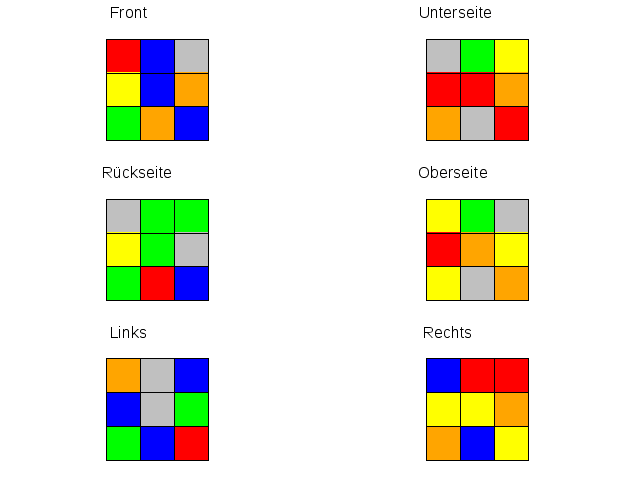 Front
Unterseite
Rückseite
Oberseite
Links
Rechts